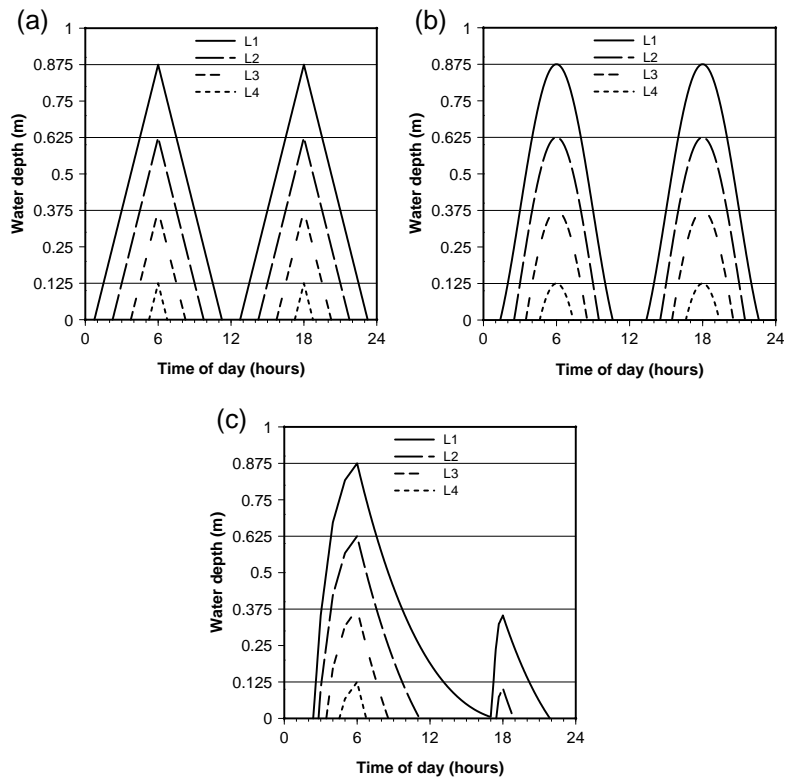 (a)
1
0.875
0.75
0.625
0.5
0.375
0.25
0.125
0
Water depth (m)
L1
L2
L3
L4
0 6 12 18 24
Time of day (hours)
(b)
1
0.875
0.75
0.625
0.5
0.375
0.25
0.125
0
Water depth (m)
L1
L2
L3
L4
0 6 12 18 24
Time of day (hours)
(c)
1
0.875
0.75
0.625
0.5
0.375
0.25
0.125
0
Water depth (m)
L1
L2
L3
L4
0 6 12 18 24
Time of day (hours)